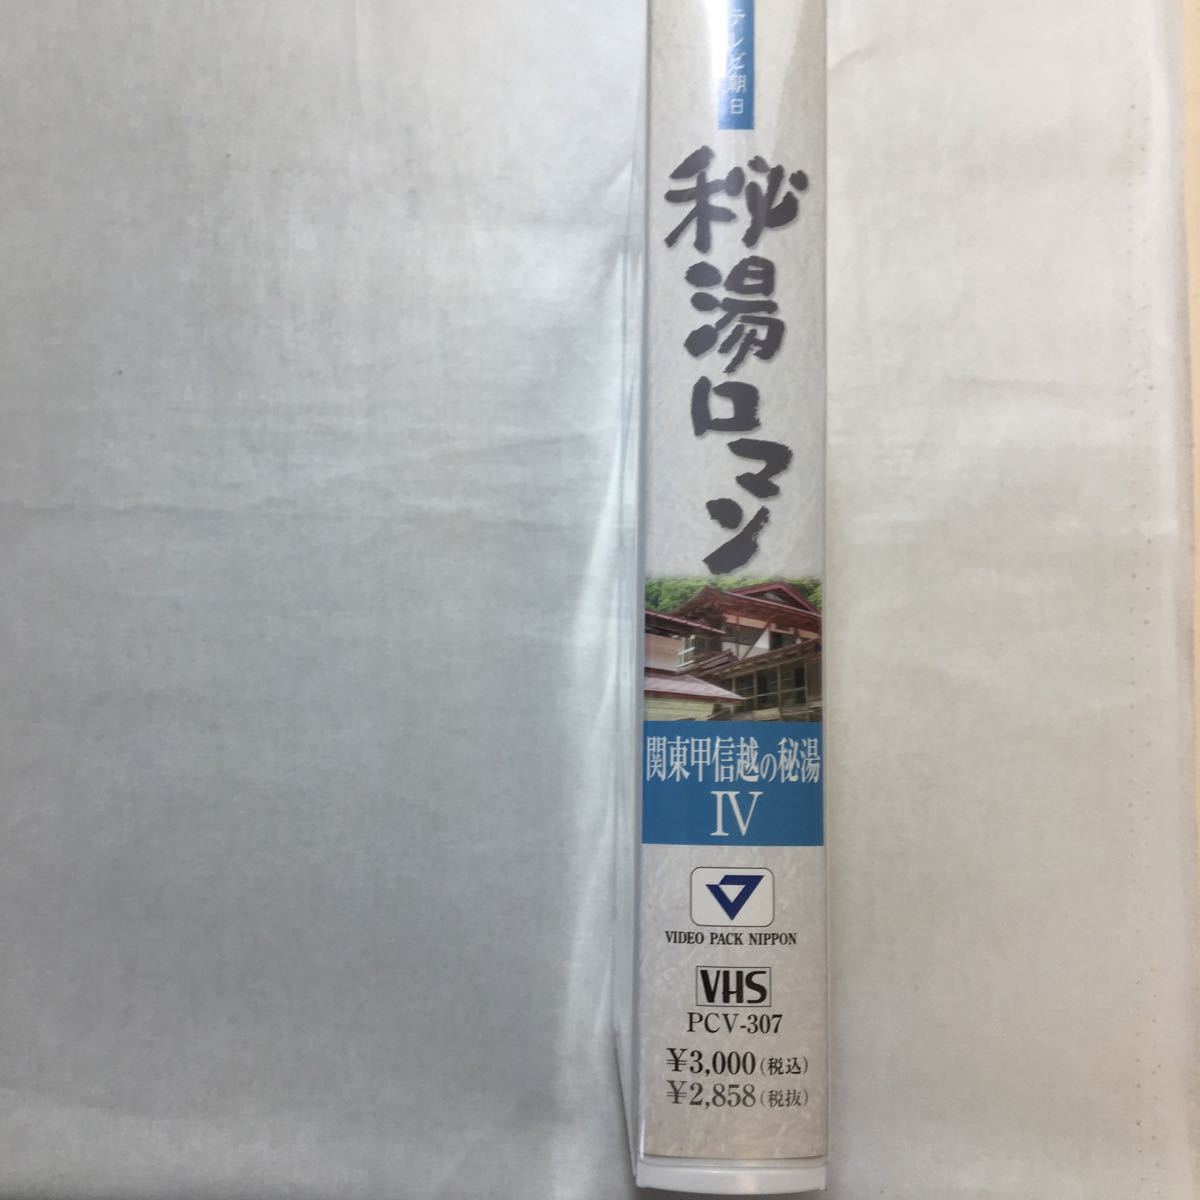 テレビ朝日
秘湯ロマン
関東甲信越の秘湯
IV
VIDEO PACK NIPPON
VHS
PCV-307
¥3,000(税込)
¥2,858(税抜)